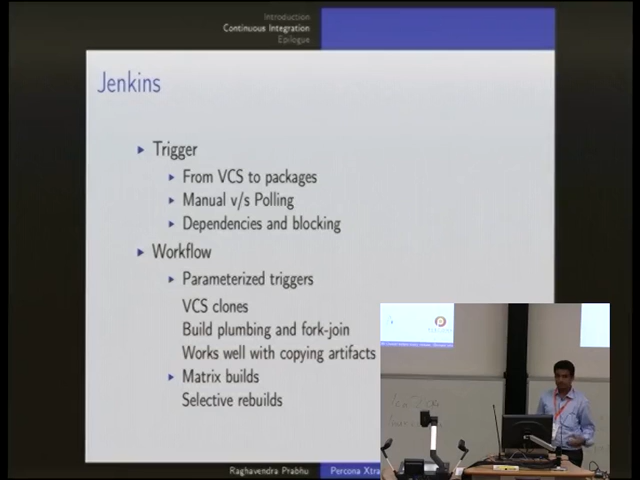 Introduction
Continuous Integration
Epilogue
Jenkins
Trigger
From VCS to packages
Manual v/s Polling
Dependencies and blocking
Workflow
Parameterized triggers
VCS clones
Build plumbing and fork-join
Works well with copying artifacts
Matrix builds
Selective rebuilds
Raghavendra Prabhu
Percona Xtra